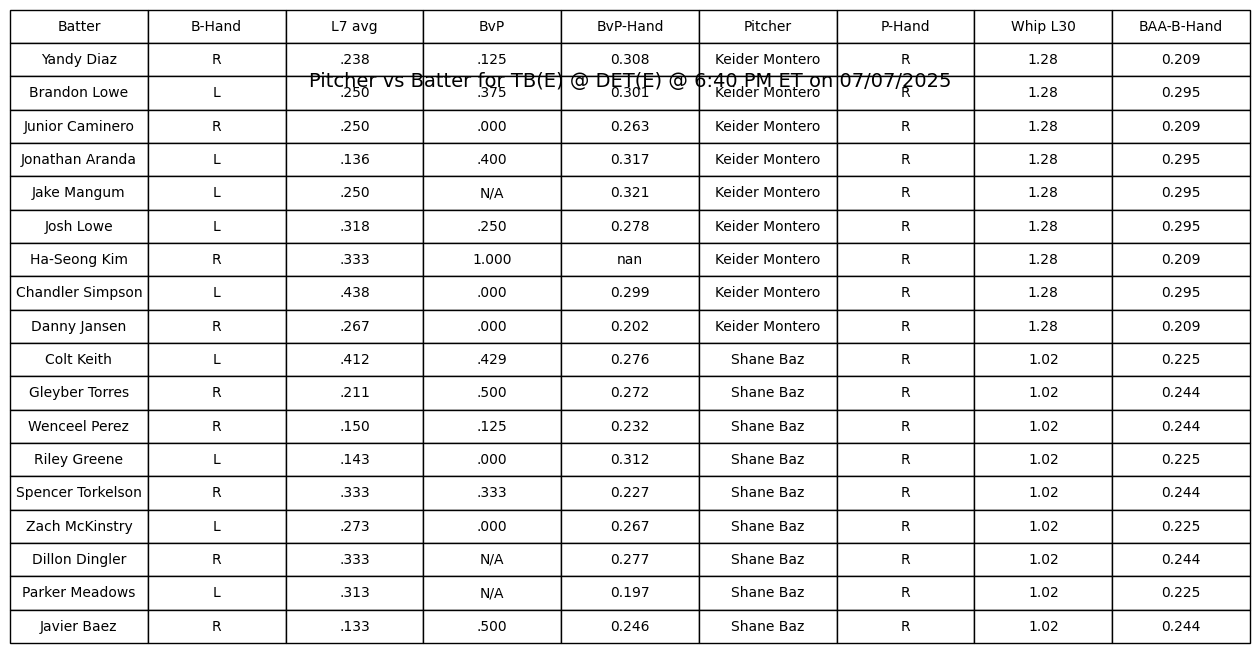 Batter B-Hand L7 avg BvP BvP-Hand Pitcher P-Hand Whip L30 BAA-B-Hand
Yandy Diaz R .238 .125 0.308 Keider Montero R 1.28 0.209
Pitcher vs Batter for TB(E) @ DET(E) @ 6:40 PM ET on 07/07/2025
Brandon Lowe L .250 .375 0.301 Keider Montero R 1.28 0.295
Junior Caminero R .250 .000 0.263 Keider Montero R 1.28 0.209
Jonathan Aranda L .136 .400 0.317 Keider Montero R 1.28 0.295
Jake Mangum L .250 N/A 0.321 Keider Montero R 1.28 0.295
Josh Lowe L .318 .250 0.278 Keider Montero R 1.28 0.295
Ha-Seong Kim R .333 1.000 nan Keider Montero R 1.28 0.209
Chandler Simpson L .438 .000 0.299 Keider Montero R 1.28 0.295
Danny Jansen R .267 .000 0.202 Keider Montero R 1.28 0.209
Colt Keith L .412 .429 0.276 Shane Baz R 1.02 0.225
Gleyber Torres R .211 .500 0.272 Shane Baz R 1.02 0.244
Wenceel Perez R .150 .125 0.232 Shane Baz R 1.02 0.244
Riley Greene L .143 .000 0.312 Shane Baz R 1.02 0.225
Spencer Torkelson R .333 .333 0.227 Shane Baz R 1.02 0.244
Zach McKinstry L .273 .000 0.267 Shane Baz R 1.02 0.225
Dillon Dingler R .333 N/A 0.277 Shane Baz R 1.02 0.244
Parker Meadows L .313 N/A 0.197 Shane Baz R 1.02 0.225
Javier Baez R .133 .500 0.246 Shane Baz R 1.02 0.244